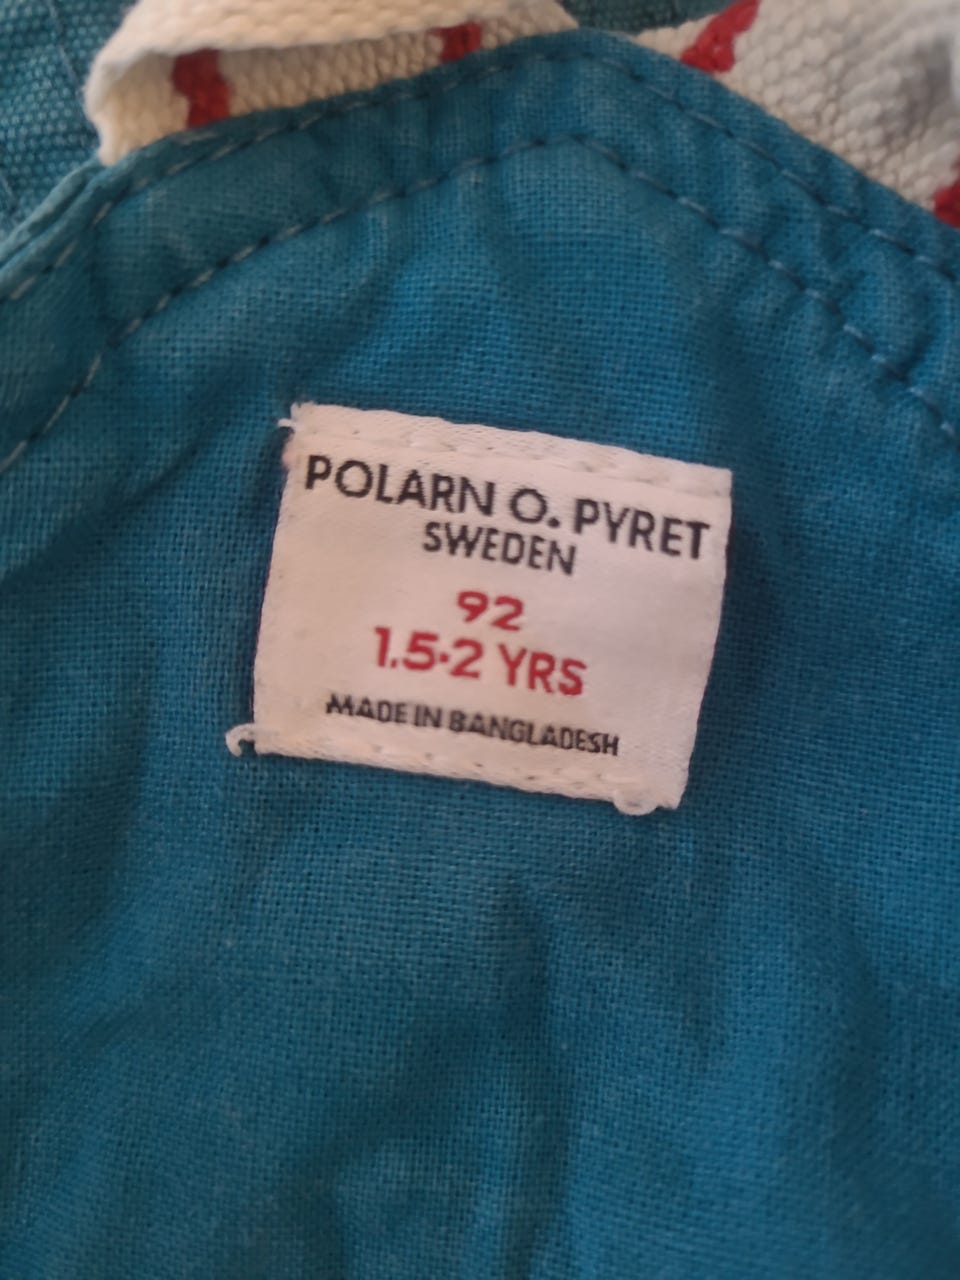 POLARN O. PYRET
SWEDEN
92
1.5-2 YRS
MADE IN BANGLADESH